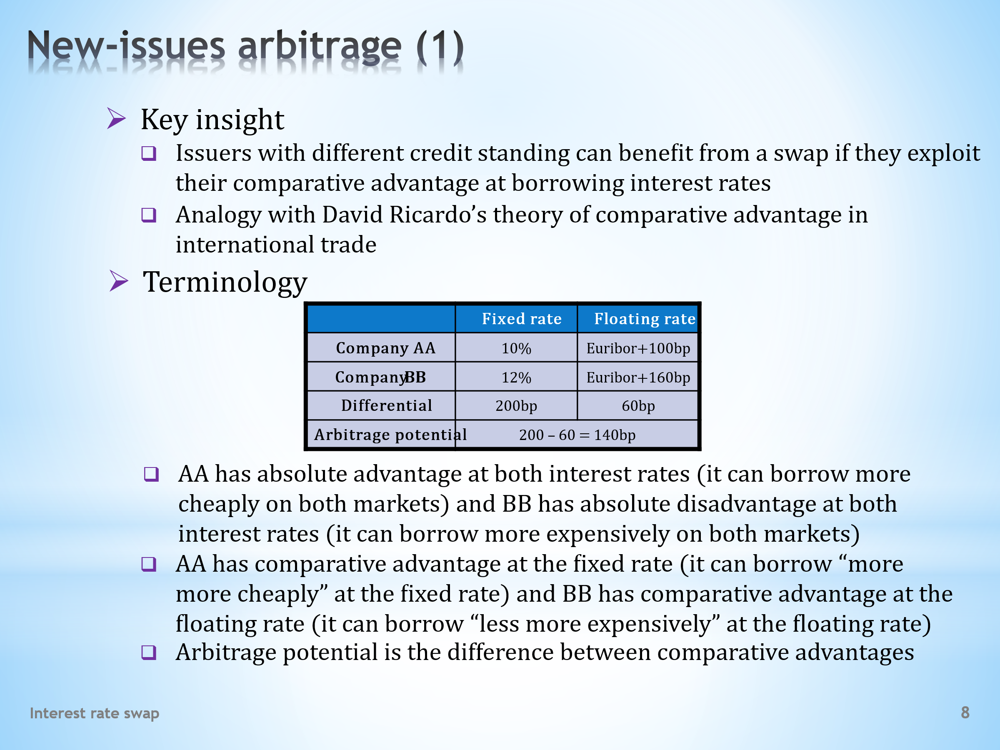 New-issues arbitrage (1)
Key insight
Issuers with different credit standing can benefit from a swap if they exploit
their comparative advantage at borrowing interest rates
Analogy with David Ricardo’s theory of comparative advantage in
international trade
Terminology
Fixed rate Floating rate
Company AA 10% Euribor+100bp
Company BB 12% Euribor+160bp
Differential 200bp 60bp
Arbitrage potential 200 – 60 = 140bp
AA has absolute advantage at both interest rates (it can borrow more
cheaply on both markets) and BB has absolute disadvantage at both
interest rates (it can borrow more expensively on both markets)
AA has comparative advantage at the fixed rate (it can borrow “more
more cheaply” at the fixed rate) and BB has comparative advantage at the
floating rate (it can borrow “less more expensively” at the floating rate)
Arbitrage potential is the difference between comparative advantages
Interest rate swap 8